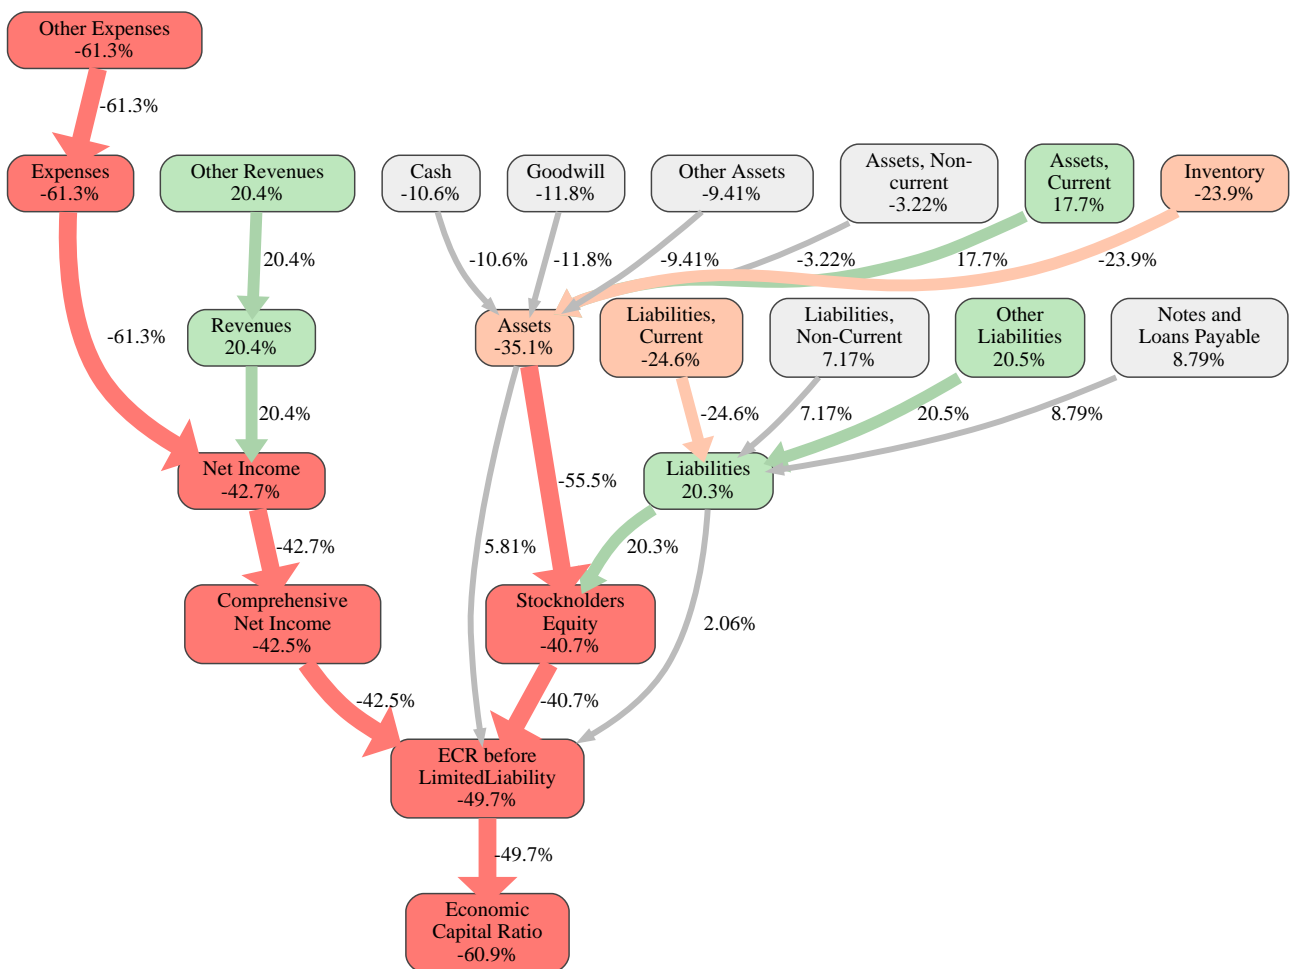 Other Expenses
-61.3%
-61.3%
Expenses
-61.3%
Other Revenues
20.4%
Cash
-10.6%
Goodwill
-11.8%
Other Assets
-9.41%
Assets, Non-
current
-3.22%
Assets,
Current
17.7%
Inventory
-23.9%
20.4%
-10.6%
-11.8%
-9.41%
-3.22%
17.7%
-23.9%
-61.3%
Revenues
20.4%
Assets
-35.1%
Liabilities,
Current
-24.6%
Liabilities,
Non-Current
7.17%
Other
Liabilities
20.5%
Notes and
Loans Payable
8.79%
20.4%
-24.6%
7.17%
20.5%
8.79%
Net Income
-42.7%
-55.5%
Liabilities
20.3%
-42.7%
5.81%
20.3%
2.06%
Comprehensive
Net Income
-42.5%
Stockholders
Equity
-40.7%
-42.5%
-40.7%
ECR before
LimitedLiability
-49.7%
-49.7%
Economic
Capital Ratio
-60.9%